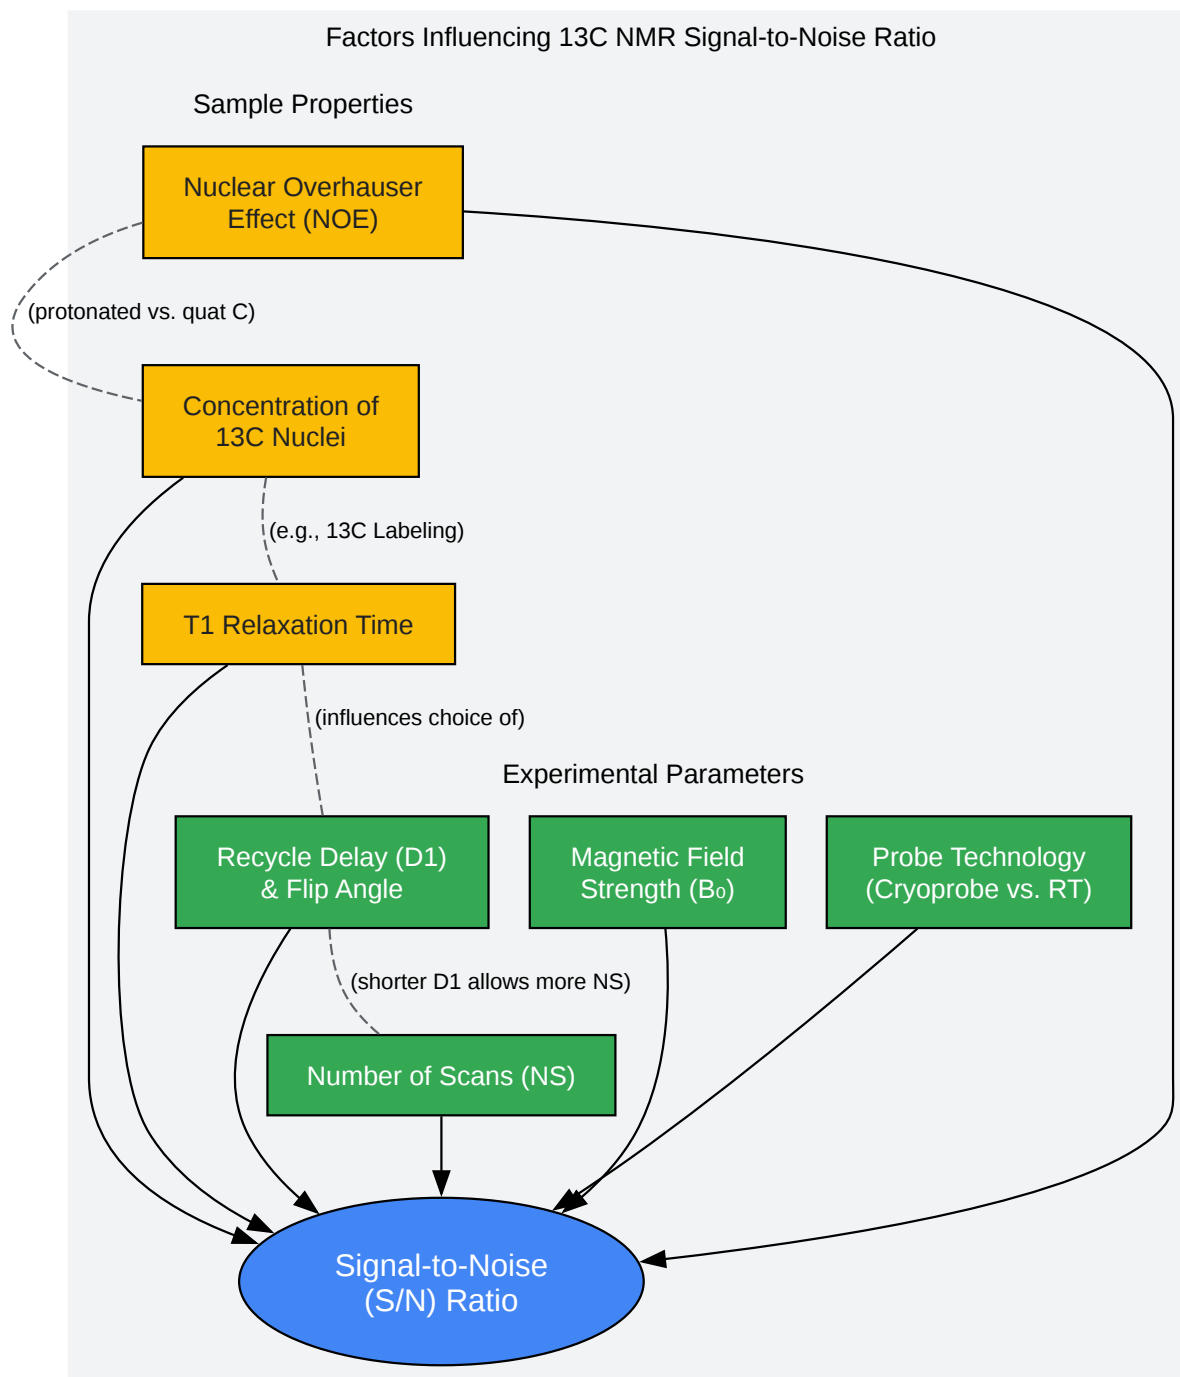 Factors Influencing 13C NMR Signal-to-Noise Ratio
Sample Properties
Nuclear Overhauser
Effect (NOE)
(protonated vs. quat C)
Concentration of
13C Nuclei
(e.g., 13C Labeling)
T1 Relaxation Time
(influences choice of)
Experimental Parameters
Recycle Delay (D1)
& Flip Angle
Magnetic Field
Strength (B₀)
Probe Technology
(Cryoprobe vs. RT)
(shorter D1 allows more NS)
Number of Scans (NS)
Signal-to-Noise
(S/N) Ratio